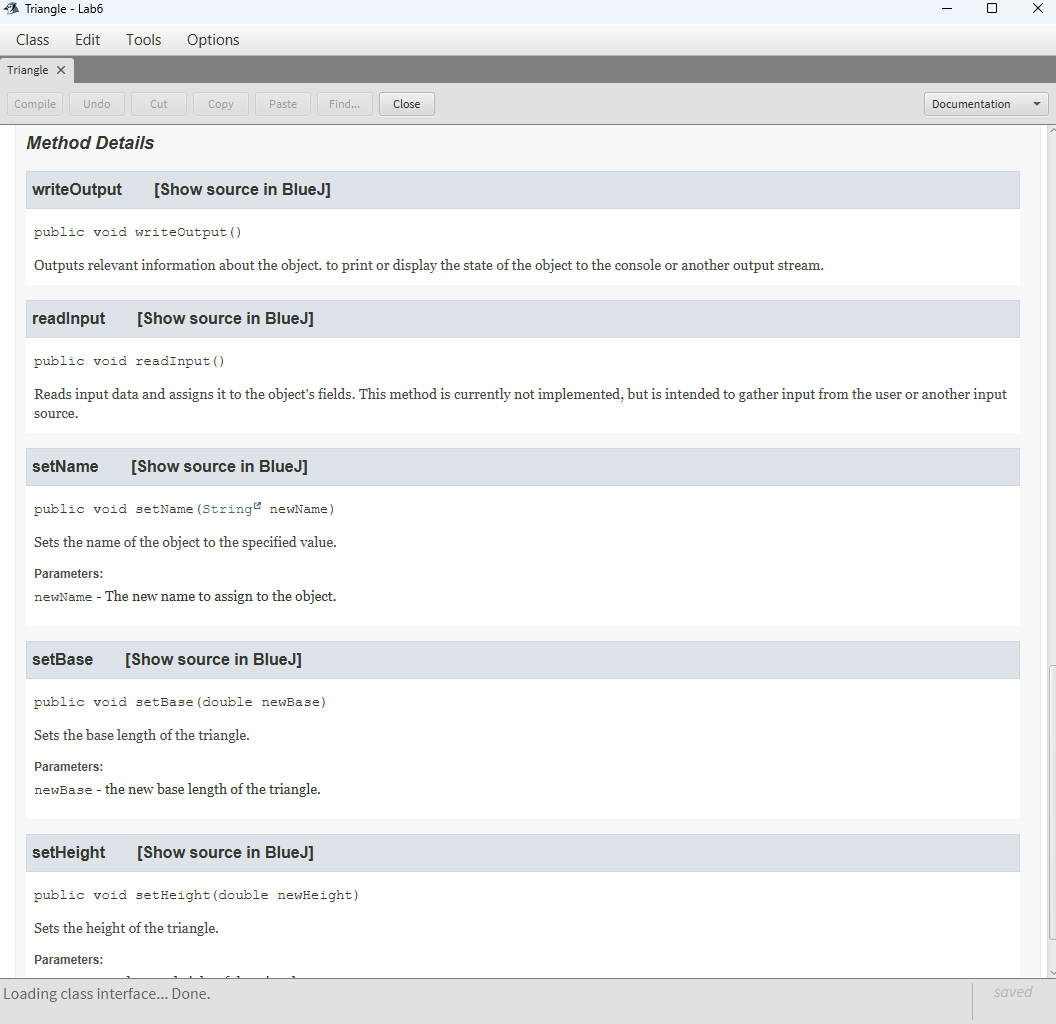 Triangle - Lab6
Class Edit Tools Options
Triangle
Compile Undo Cut Copy Paste Find... Close Documentation
Method Details
writeOutput [Show source in BlueJ]
public void writeOutput()
Outputs relevant information about the object. to print or display the state of the object to the console or another output stream.
readInput [Show source in BlueJ]
public void readInput()
Reads input data and assigns it to the object's fields. This method is currently not implemented, but is intended to gather input from the user or another input
source.
setName [Show source in BlueJ]
public void setName(String newName)
Sets the name of the object to the specified value.
Parameters:
newName - The new name to assign to the object.
setBase [Show source in BlueJ]
public void setBase(double newBase)
Sets the base length of the triangle.
Parameters:
newBase - the new base length of the triangle.
setHeight [Show source in BlueJ]
public void setHeight(double newHeight)
Sets the height of the triangle.
Parameters:
Loading class interface... Done.
saved